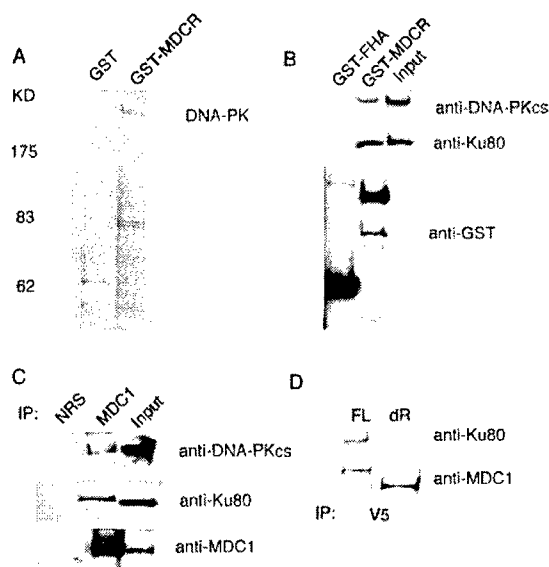 A
GST
GST-MDCR
KD
DNA-PK
175
83
62
B
GST-FHA
GST-MDCR
Input
anti-DNA-PKcs
anti-Ku80
anti-GST
C
IP: NRS MDC1 Input
anti-DNA-PKcs
anti-Ku80
anti-MDC1
D
FL dR
anti-Ku80
anti-MDC1
IP: V5